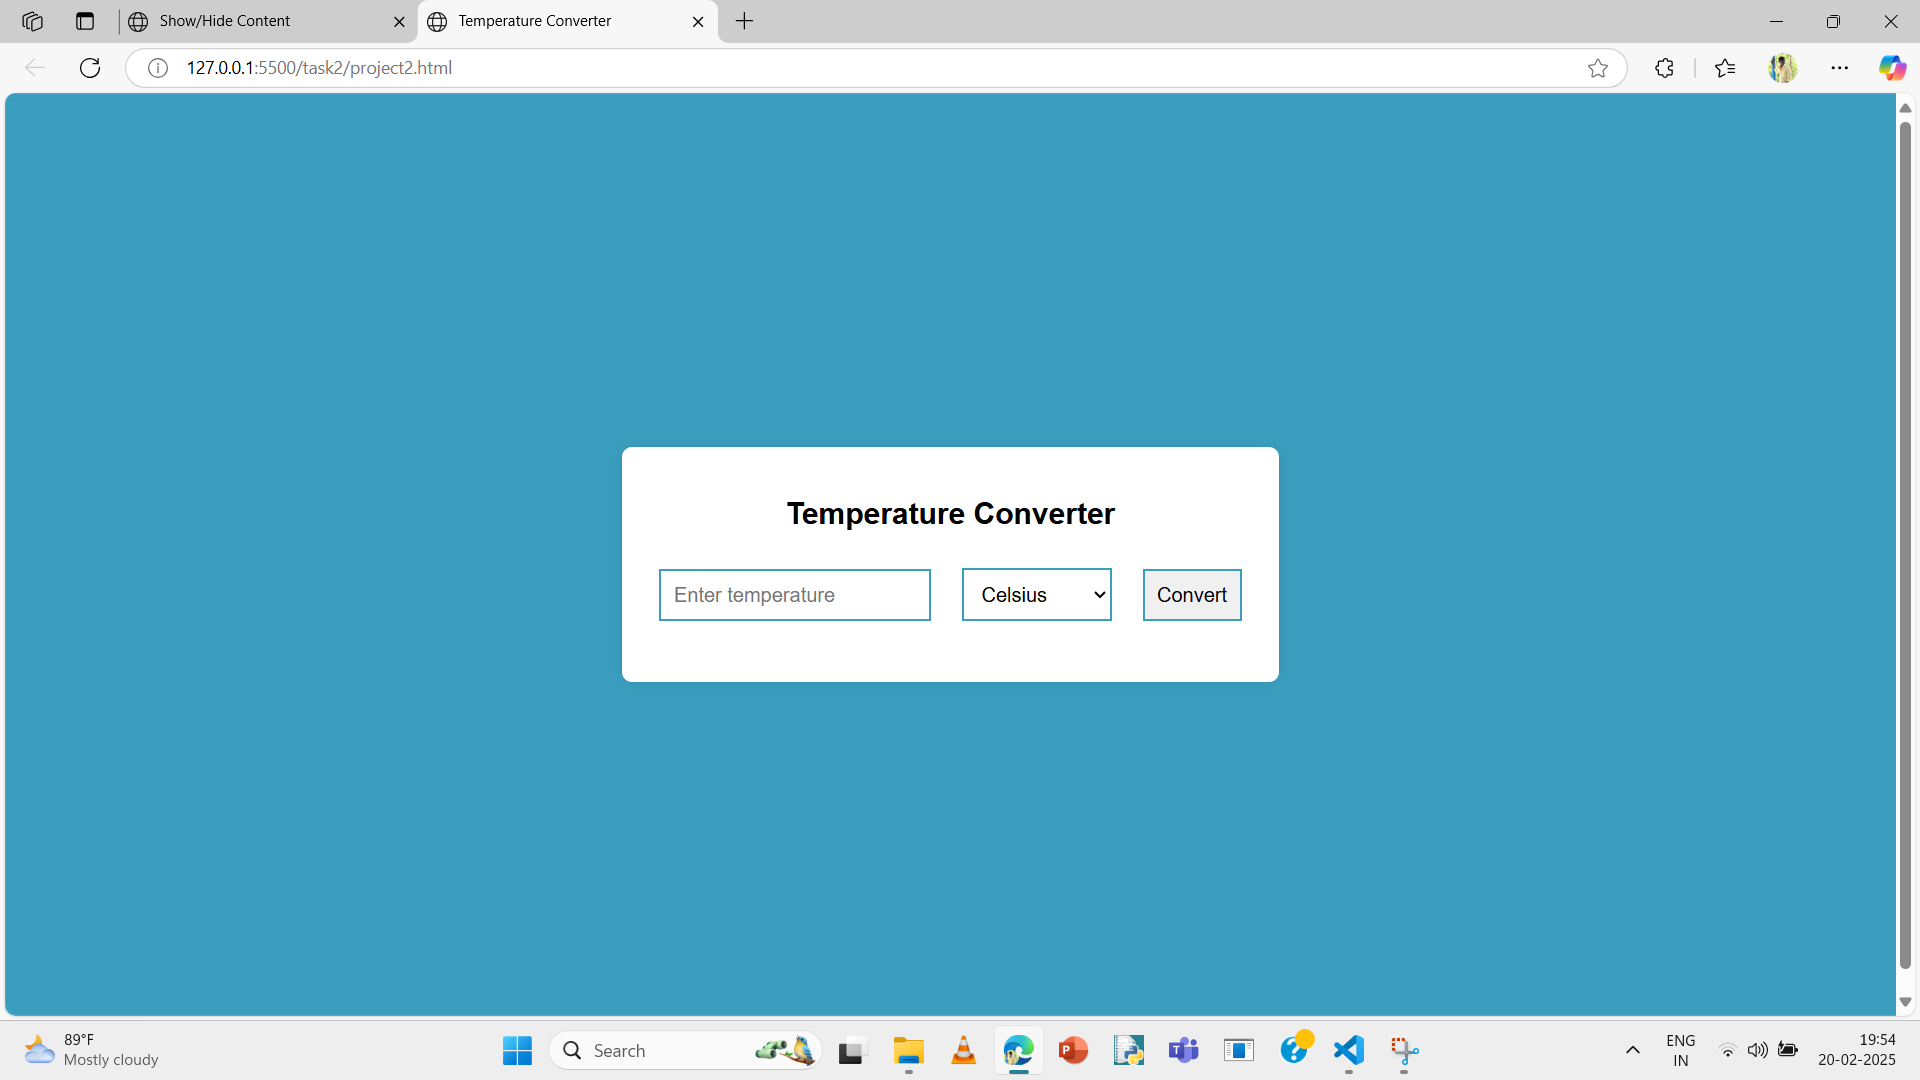 Show/Hide Content
Temperature Converter
127.0.0.1:5500/task2/project2.html
Temperature Converter
Enter temperature
Celsius
Convert
89°F
Mostly cloudy
Search
ENG
IN
19:54
20-02-2025